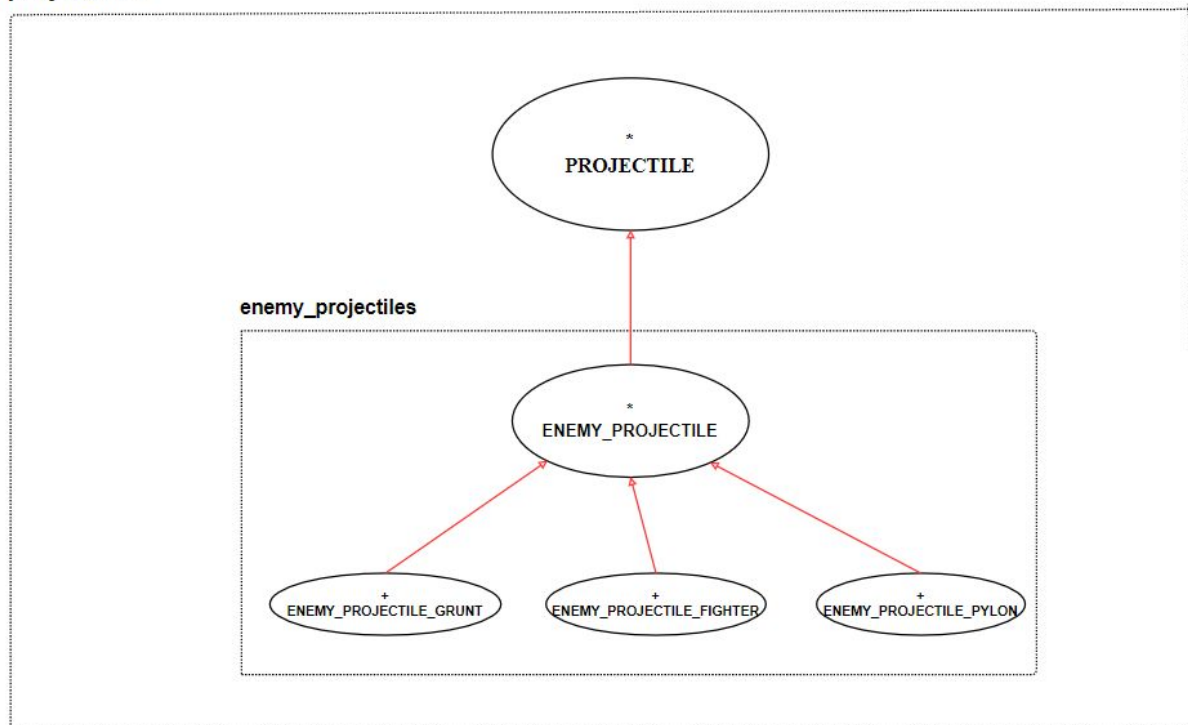 *
PROJECTILE
enemy_projectiles
*
ENEMY_PROJECTILE
+
ENEMY_PROJECTILE_GRUNT
+
ENEMY_PROJECTILE_FIGHTER
+
ENEMY_PROJECTILE_PYLON